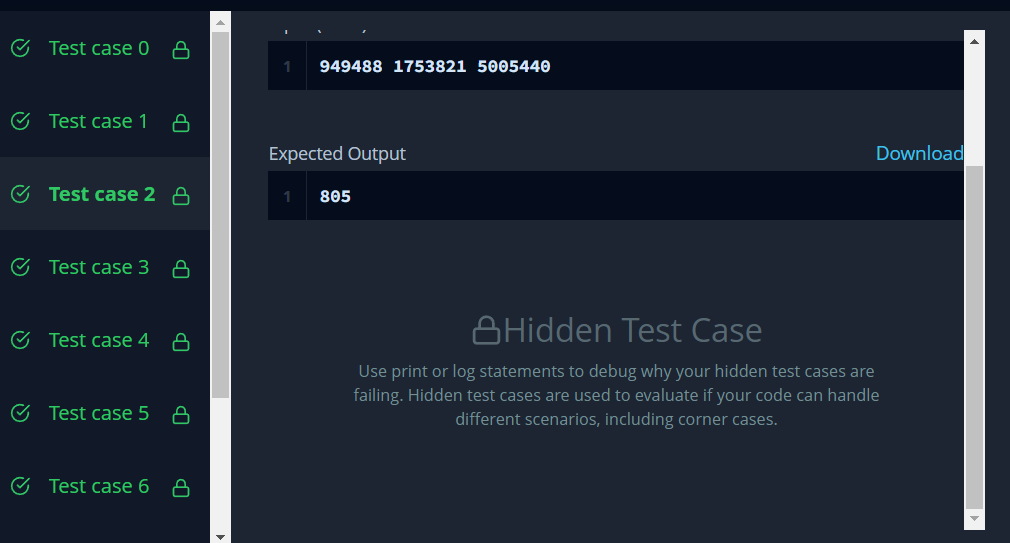 Test case 0
Test case 1
Test case 2
Test case 3
Test case 4
Test case 5
Test case 6
1 949488 1753821 5005440
Expected Output
Download
1 805
Hidden Test Case
Use print or log statements to debug why your hidden test cases are
failing. Hidden test cases are used to evaluate if your code can handle
different scenarios, including corner cases.